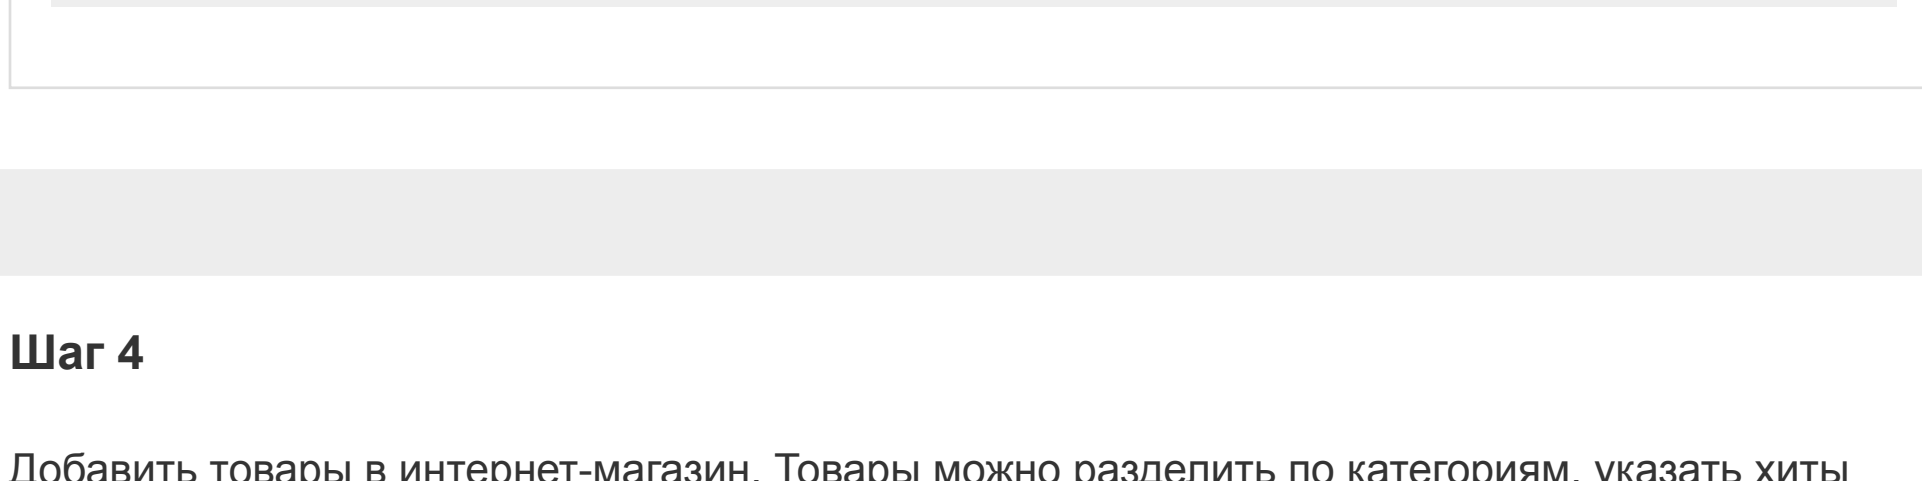 Шаг 4
Добавить товары в интернет-магазин. Товары можно разделить по категориям, указать хиты